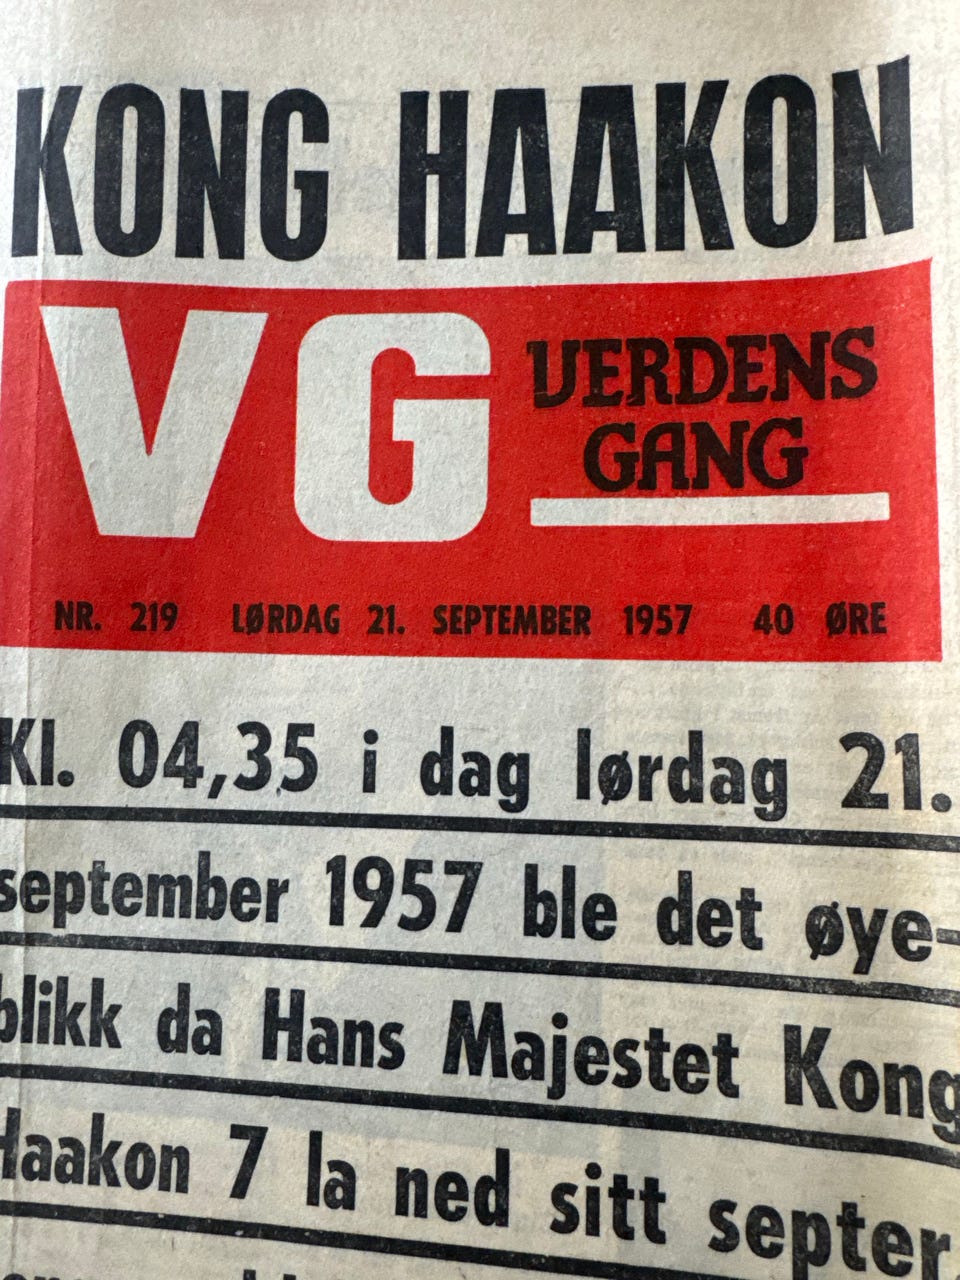 KONG HAAKON
VG VERDENS
GANG
NR. 219 LØRDAG 21. SEPTEMBER 1957 40 ØRE
Kl. 04,35 i dag lørdag 21.
september 1957 ble det øye-
blikk da Hans Majestet Kong
Haakon 7 la ned sitt septer